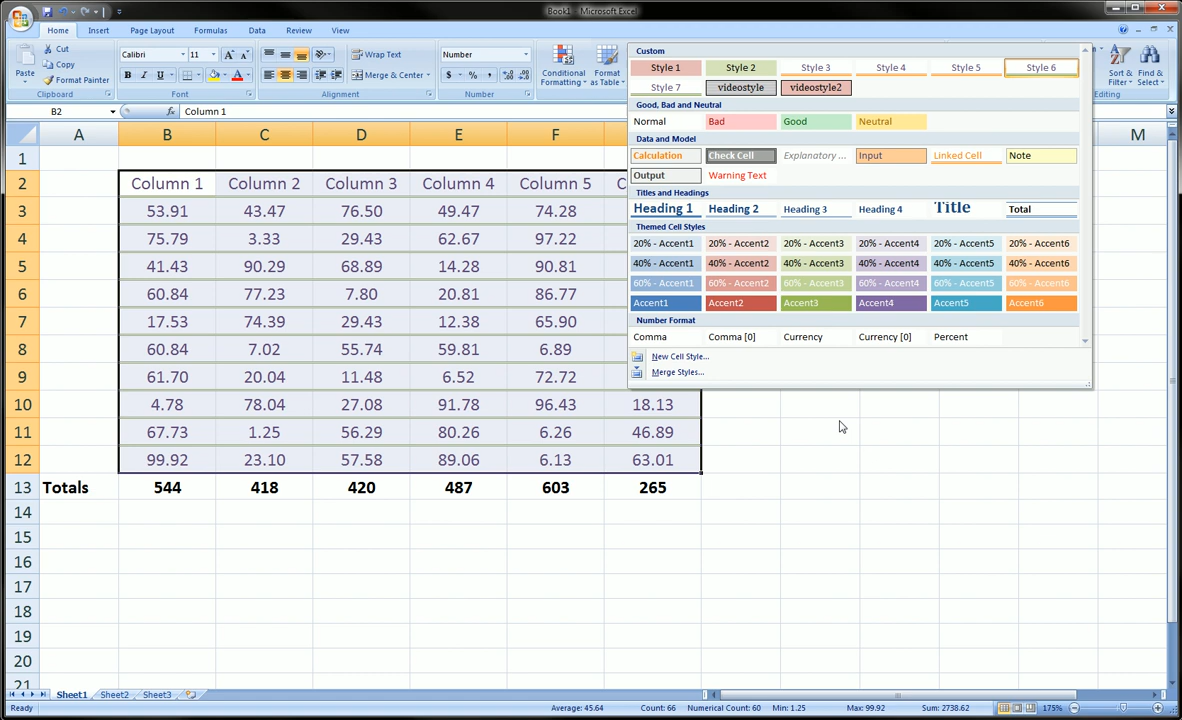 Book1 - Microsoft Excel
Home Insert Page Layout Formulas Data Review View
Cut
Copy
Format Painter
Paste
Clipboard
Calibri 11
B I U
Font
Wrap Text
Merge & Center
Alignment
Number
$ % ,
Number
Conditional Formatting
Format as Table
Sort & Filter
Find & Select
Editing
B2 fx Column 1
Custom
Style 1 Style 2 Style 3 Style 4 Style 5 Style 6
Style 7 videostyle videostyle2
Good, Bad and Neutral
Normal Bad Good Neutral
Data and Model
Calculation Check Cell Explanatory ... Input Linked Cell Note
Output Warning Text
Titles and Headings
Heading 1 Heading 2 Heading 3 Heading 4 Title Total
Themed Cell Styles
20% - Accent1 20% - Accent2 20% - Accent3 20% - Accent4 20% - Accent5 20% - Accent6
40% - Accent1 40% - Accent2 40% - Accent3 40% - Accent4 40% - Accent5 40% - Accent6
60% - Accent1 60% - Accent2 60% - Accent3 60% - Accent4 60% - Accent5 60% - Accent6
Accent1 Accent2 Accent3 Accent4 Accent5 Accent6
Number Format
Comma Comma [0] Currency Currency [0] Percent
New Cell Style...
Merge Styles...
A B C D E F M
1
2 Column 1 Column 2 Column 3 Column 4 Column 5 C
3 53.91 43.47 76.50 49.47 74.28
4 75.79 3.33 29.43 62.67 97.22
5 41.43 90.29 68.89 14.28 90.81
6 60.84 77.23 7.80 20.81 86.77
7 17.53 74.39 29.43 12.38 65.90
8 60.84 7.02 55.74 59.81 6.89
9 61.70 20.04 11.48 6.52 72.72
10 4.78 78.04 27.08 91.78 96.43 18.13
11 67.73 1.25 56.29 80.26 6.26 46.89
12 99.92 23.10 57.58 89.06 6.13 63.01
13 Totals 544 418 420 487 603 265
14
15
16
17
18
19
20
21
Sheet1 Sheet2 Sheet3
Ready Average: 45.64 Count: 66 Numerical Count: 60 Min: 1.25 Max: 99.92 Sum: 2738.62 175%